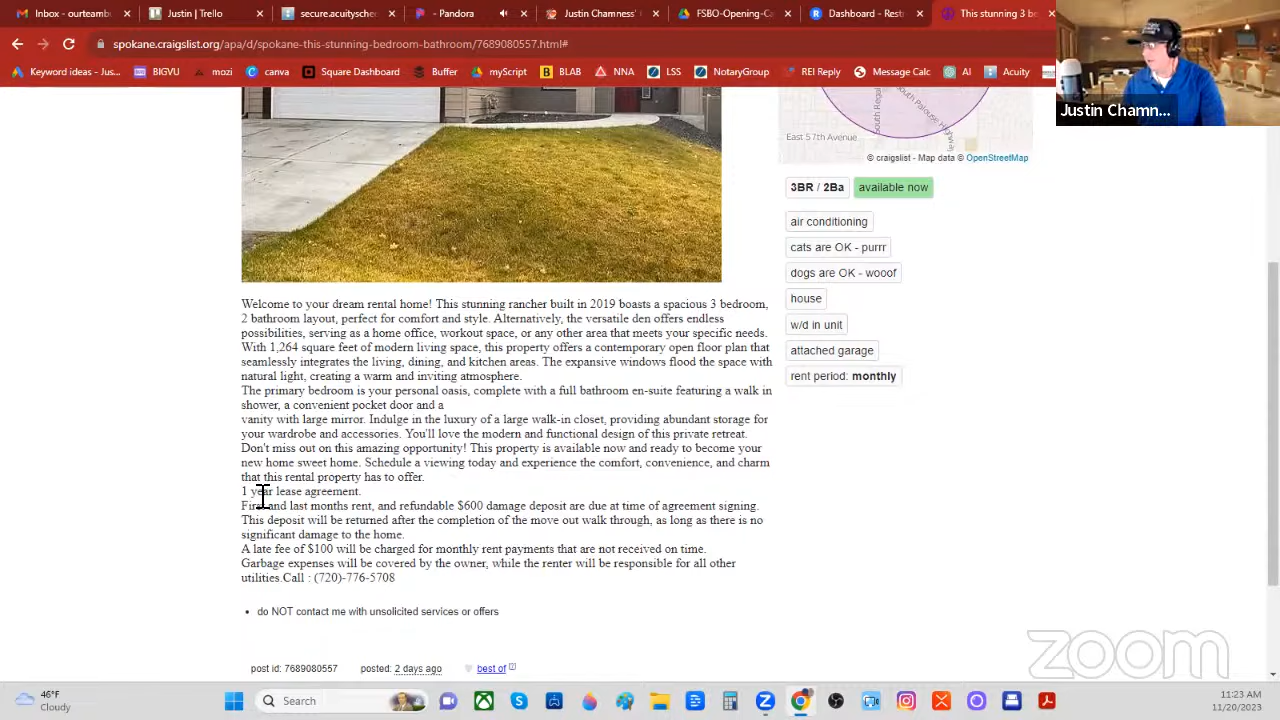 Inbox - ourteambu
Justin | Trello
secure.acuitysched
- Pandora
Justin Chamness'
FSBO-Opening-Ca
Dashboard - Rest
This stunning 3 be
spokane.craigslist.org/apa/d/spokane-this-stunning-bedroom-bathroom/7689080557.html#
Keyword ideas - Jus...
BIGVU
mozi
canva
Square Dashboard
Buffer
myScript
BLAB
NNA
LSS
NotaryGroup
REI Reply
Message Calc
AI
Acuity
Justin Chamn...
South Regal
South Palouse Highway
East 57th Avenue
© craigslist - Map data © OpenStreetMap
3BR / 2Ba
available now
air conditioning
cats are OK - purrr
dogs are OK - wooof
house
w/d in unit
attached garage
rent period: monthly
Welcome to your dream rental home! This stunning rancher built in 2019 boasts a spacious 3 bedroom,
2 bathroom layout, perfect for comfort and style. Alternatively, the versatile den offers endless
possibilities, serving as a home office, workout space, or any other area that meets your specific needs.
With 1,264 square feet of modern living space, this property offers a contemporary open floor plan that
seamlessly integrates the living, dining, and kitchen areas. The expansive windows flood the space with
natural light, creating a warm and inviting atmosphere.
The primary bedroom is your personal oasis, complete with a full bathroom en-suite featuring a walk in
shower, a convenient pocket door and a
vanity with large mirror. Indulge in the luxury of a large walk-in closet, providing abundant storage for
your wardrobe and accessories. You'll love the modern and functional design of this private retreat.
Don't miss out on this amazing opportunity! This property is available now and ready to become your
new home sweet home. Schedule a viewing today and experience the comfort, convenience, and charm
that this rental property has to offer.
1 year lease agreement.
First and last months rent, and refundable $600 damage deposit are due at time of agreement signing.
This deposit will be returned after the completion of the move out walk through, as long as there is no
significant damage to the home.
A late fee of $100 will be charged for monthly rent payments that are not received on time.
Garbage expenses will be covered by the owner, while the renter will be responsible for all other
utilities.Call : (720)-776-5708
do NOT contact me with unsolicited services or offers
post id: 7689080557
posted: 2 days ago
best of [?]
zoom
46°F
Cloudy
Search
11:23 AM
11/20/2023